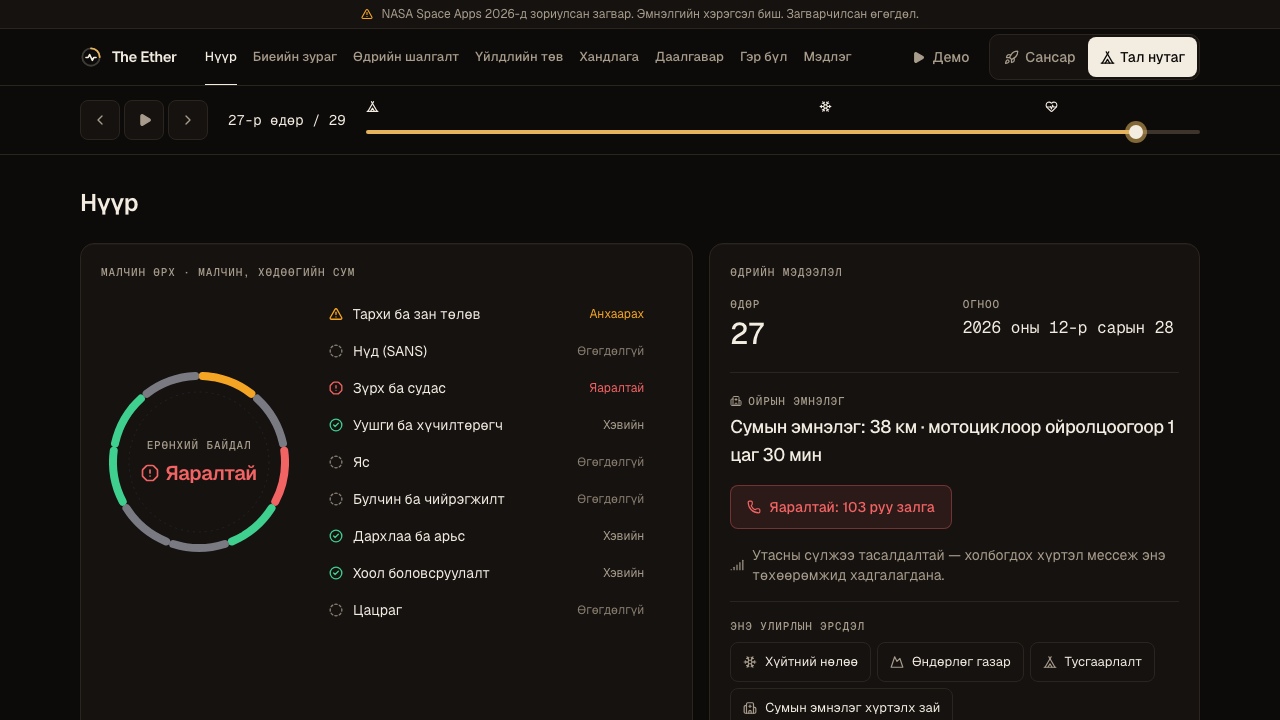 NASA Space Apps 2026-д зориулсан загвар. Эмнэлгийн хэрэгсэл биш. Загварчилсан өгөгдөл.
The Ether Нүүр Биеийн зураг Өдрийн шалгалт Үйлдлийн төв Хандлага Даалгавар Гэр бүл Мэдлэг Демо Сансар Тал нутаг
27-р өдөр / 29
Нүүр
МАЛЧИН ӨРХ · МАЛЧИН, ХӨДӨӨГИЙН СУМ
ЕРӨНХИЙ БАЙДАЛ
Яаралтай
Тархи ба зан төлөв Анхаарах
Нүд (SANS) Өгөгдөлгүй
Зүрх ба судас Яаралтай
Уушги ба хүчилтөрөгч Хэвийн
Яс Өгөгдөлгүй
Булчин ба чийрэгжилт Өгөгдөлгүй
Дархлаа ба арьс Хэвийн
Хоол боловсруулалт Хэвийн
Цацраг Өгөгдөлгүй
ӨДРИЙН МЭДЭЭЛЭЛ
ӨДӨР ОГНОО
27 2026 оны 12-р сарын 28
ОЙРЫН ЭМНЭЛЭГ
Сумын эмнэлэг: 38 км · мотоциклоор ойролцоогоор 1
цаг 30 мин
Яаралтай: 103 руу залга
Утасны сүлжээ тасалдалтай — холбогдох хүртэл мессеж энэ
төхөөрөмжид хадгалагдана.
ЭНЭ УЛИРЛЫН ЭРСДЭЛ
Хүйтний нөлөө Өндөрлөг газар Тусгаарлалт
Сумын эмнэлэг хүртэлх зай